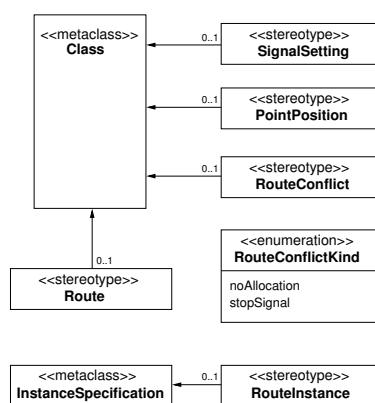 <<metaclass>>
Class
0..1
<<stereotype>>
SignalSetting
0..1
<<stereotype>>
PointPosition
0..1
<<stereotype>>
RouteConflict
0..1
<<stereotype>>
Route
<<enumeration>>
RouteConflictKind
noAllocation
stopSignal
<<metaclass>>
InstanceSpecification
0..1
<<stereotype>>
RouteInstance